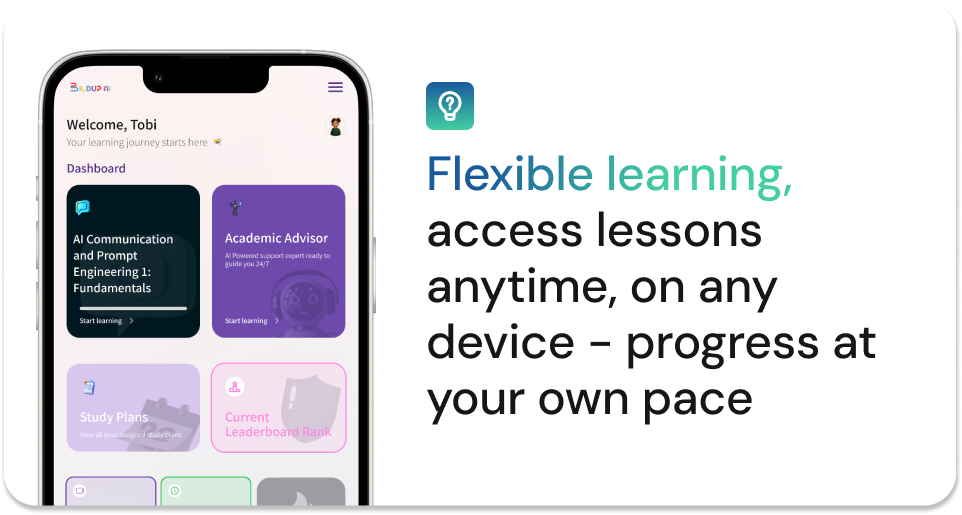 BILDUP AI
Welcome, Tobi
Your learning journey starts here
Dashboard
AI Communication
and Prompt
Engineering 1:
Fundamentals
Start learning
Academic Advisor
AI Powered support expert ready to
guide you 24/7
Start learning
Study Plans
View all your assigned study plans
Current
Leaderboard Rank
Flexible learning,
access lessons
anytime, on any
device – progress at
your own pace